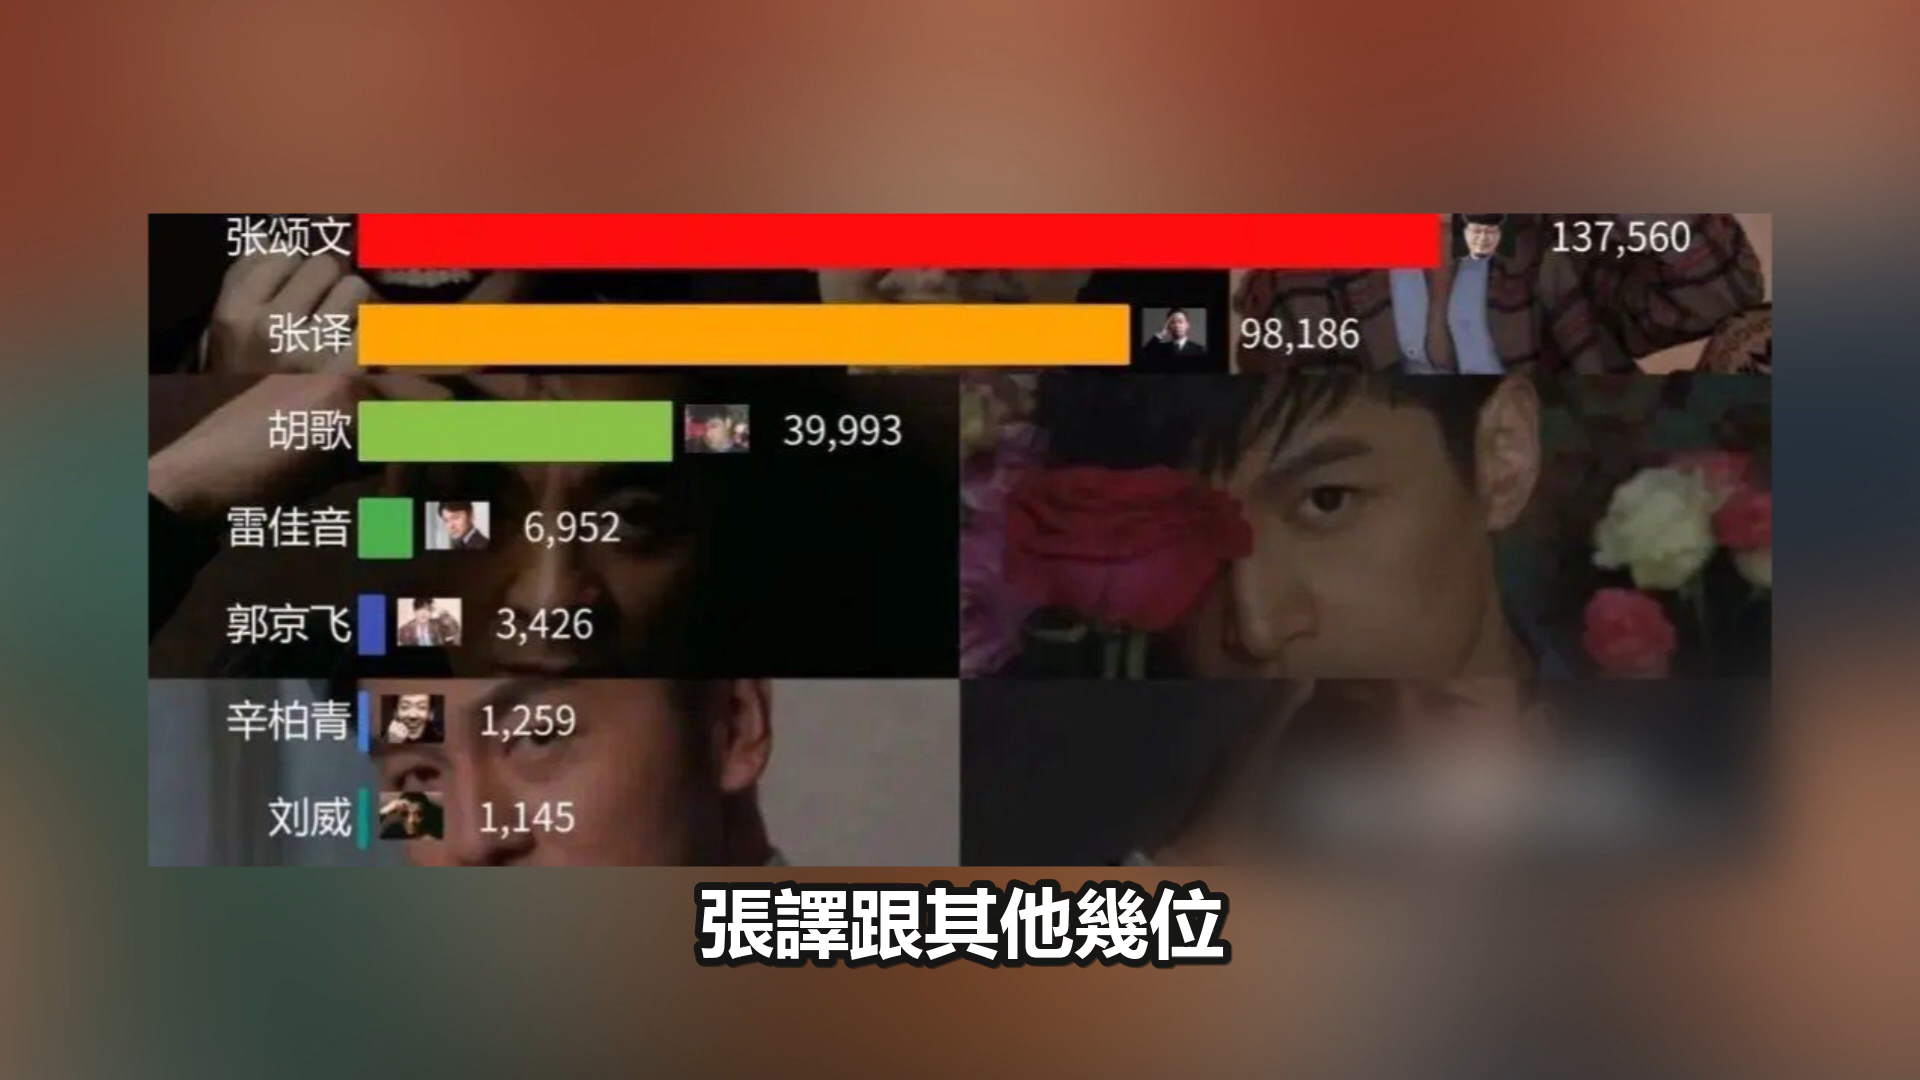 张颂文 137,560
张译 98,186
胡歌 39,993
雷佳音 6,952
郭京飞 3,426
辛柏青 1,259
刘威 1,145
張譯跟其他幾位